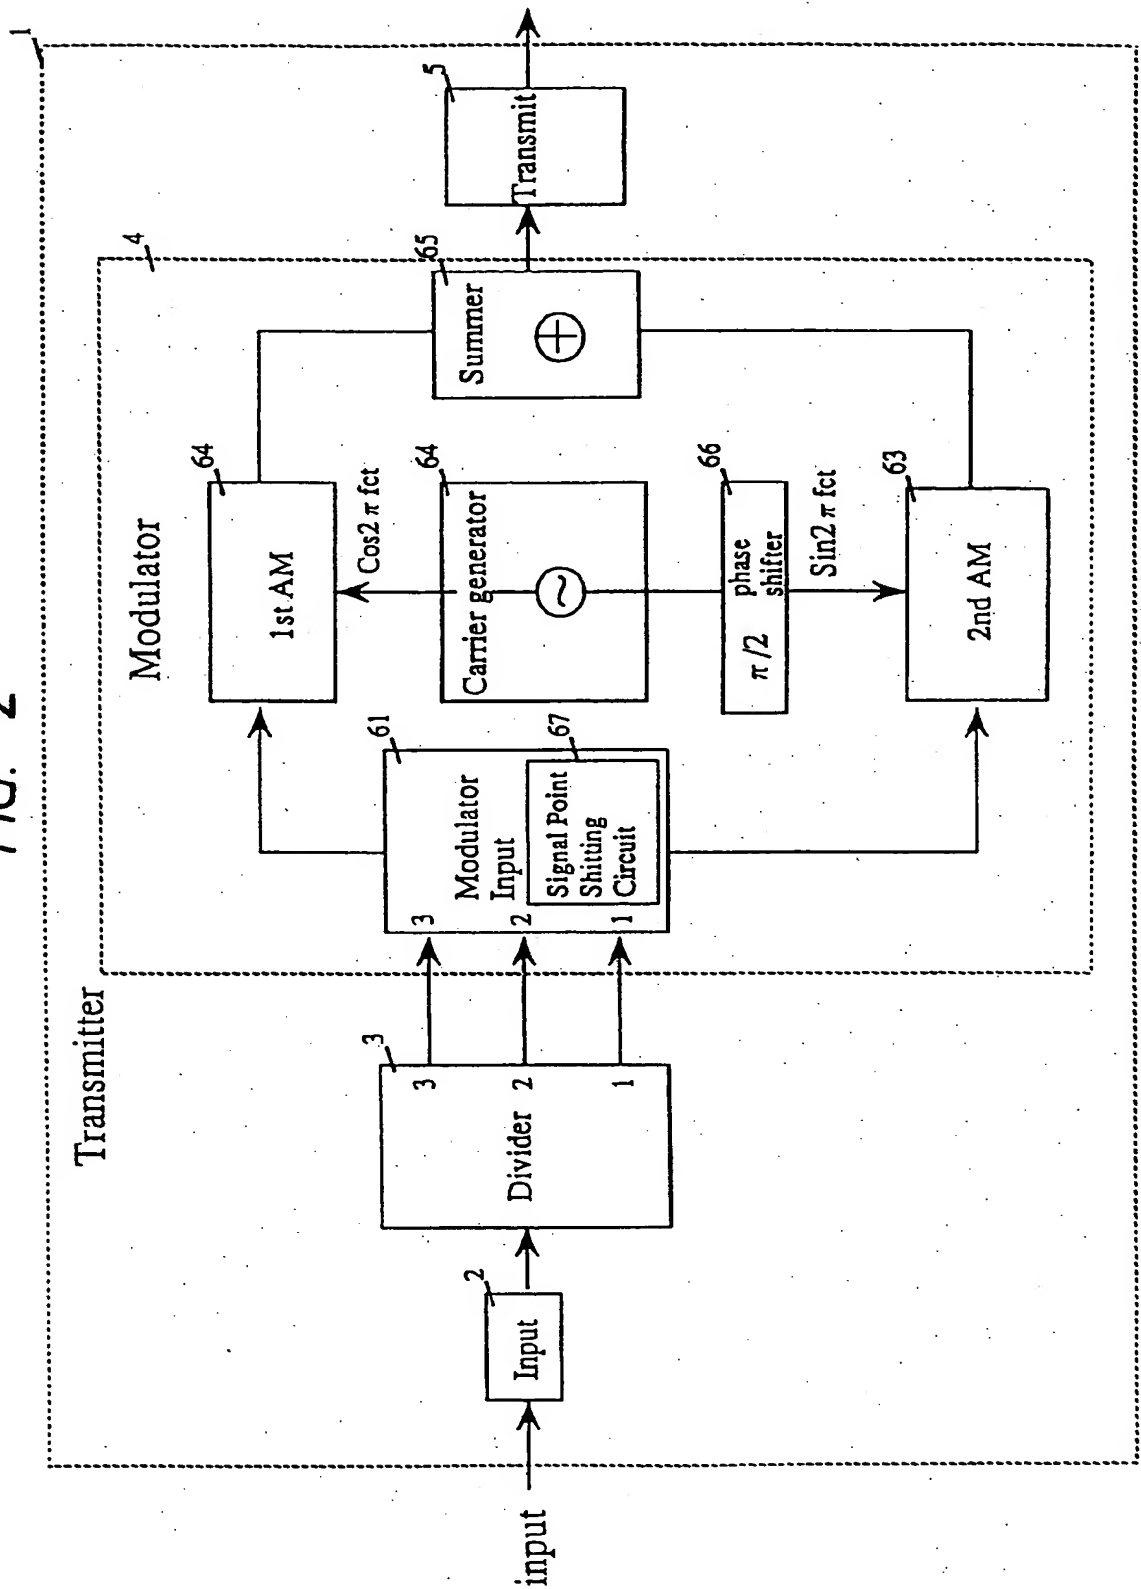 FIG. 2
1
Transmitter
Modulator
4
input
2
Input
3
Divider
3
2
1
61
3
2
1
Modulator
Input
67
Signal Point
Shitting
Circuit
64
1st AM
Cos2 π fct
64
Carrier generator
66
phase
shifter
π/2
Sin2 π fct
63
2nd AM
65
Summer
5
Transmit